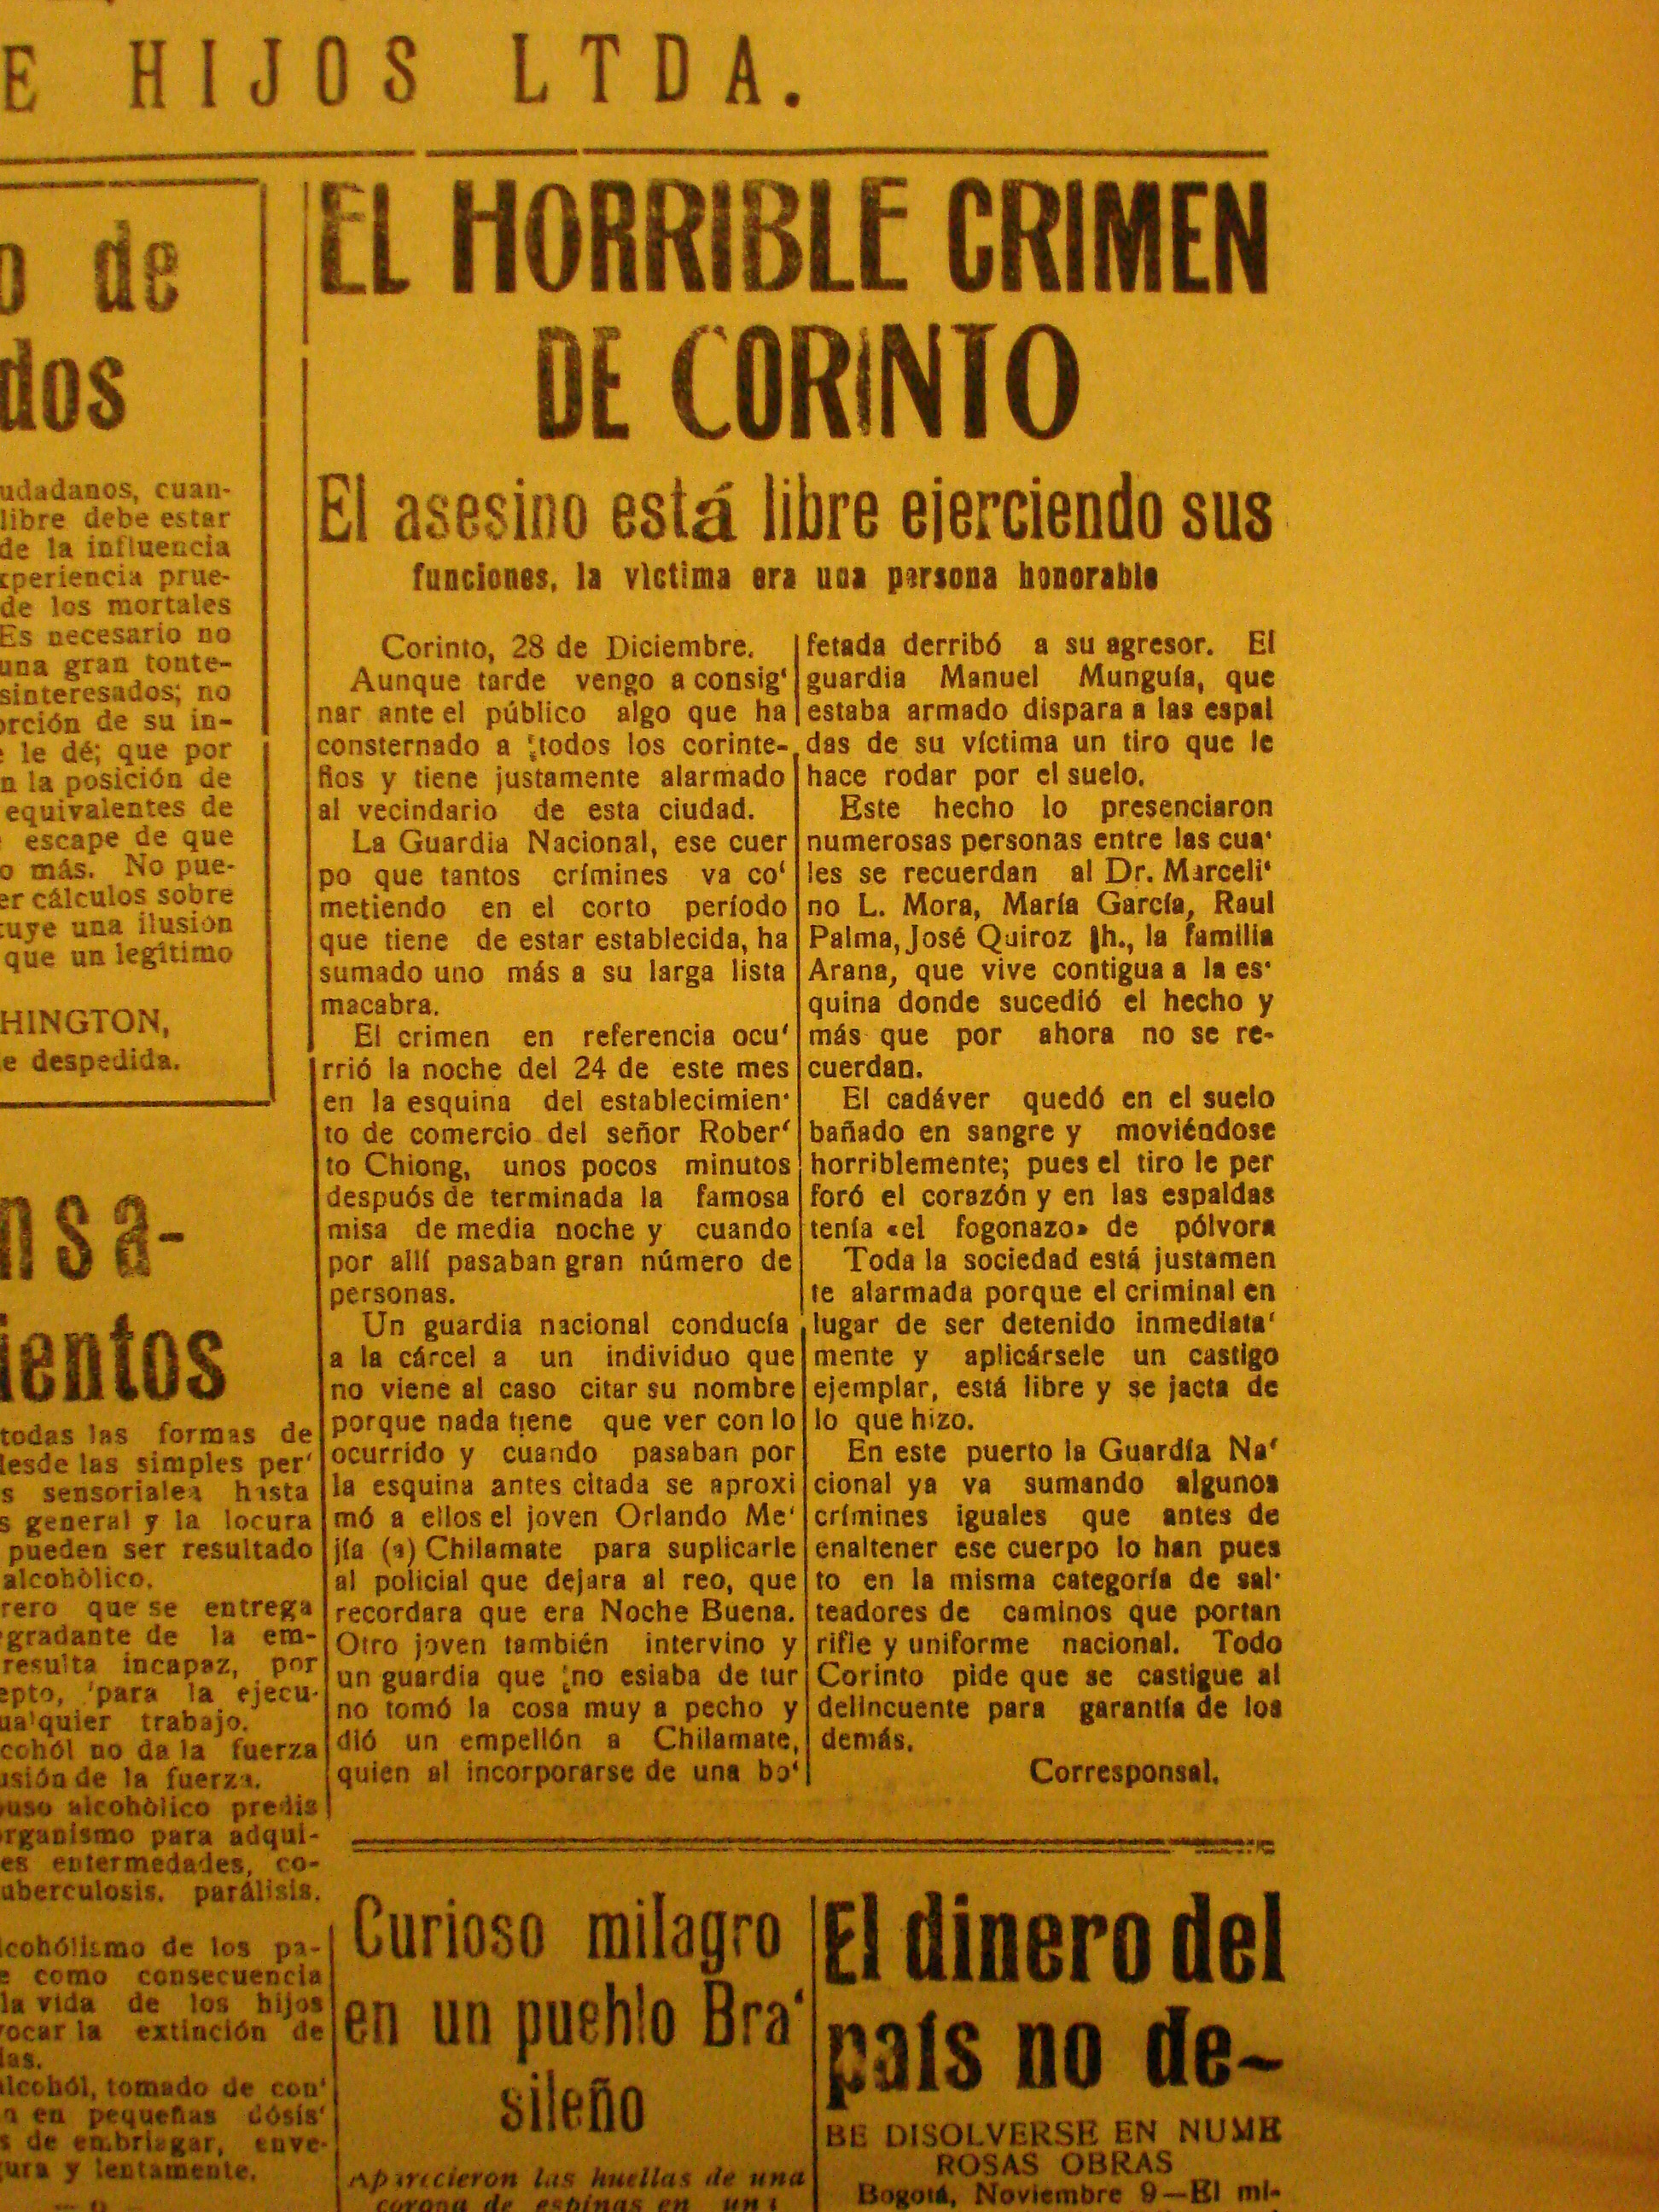 E HIJOS LTDA.
o de
dos
udadanos, cuan-
libre debe estar
de la influencia
xperiencia prue-
de los mortales
Es necesario no
una gran tonte-
sinteresados; no
orción de su in-
e le dé; que por
n la posición de
equivalentes de
escape de que
o más. No pue-
er cálculos sobre
tuye una ilusión
que un legítimo
HINGTON,
e despedida.
nsa-
ientos
todas las formas de
desde las simples per'
s sensoriales hasta
s general y la locura
pueden ser resultado
alcohòlico.
rero que se entrega
gradante de la em-
resulta incapaz, por
epto, 'para la ejecu-
ua'quier trabajo.
cohól no da la fuerza
usión de la fuerza.
buso alcohòlico predis
organismo para adqui-
es enfermedades, co-
uberculosis, parálisis.
lcohólismo de los pa-
e como consecuencia
la vida de los hijos
ocar la extinción de
las.
alcohól, tomado de con'
a en pequeñas dósis'
s de embriagar, enve-
gura y lentamente.
EL HORRIBLE CRIMEN
DE CORINTO
El asesino está libre ejerciendo sus
funciones, la víctima era una persona honorable
Corinto, 28 de Diciembre.
Aunque tarde vengo a consig'
nar ante el público algo que ha
consternado a todos los corinte-
ños y tiene justamente alarmado
al vecindario de esta ciudad.
La Guardia Nacional, ese cuer
po que tantos crímines va co'
metiendo en el corto período
que tiene de estar establecida, ha
sumado uno más a su larga lista
macabra.
El crimen en referencia ocu'
rrió la noche del 24 de este mes
en la esquina del establecimien'
to de comercio del señor Rober'
to Chiong, unos pocos minutos
despuós de terminada la famosa
misa de media noche y cuando
por allí pasaban gran número de
personas.
Un guardia nacional conducía
a la cárcel a un individuo que
no viene al caso citar su nombre
porque nada tiene que ver con lo
ocurrido y cuando pasaban por
la esquina antes citada se aproxi
mó a ellos el joven Orlando Me'
jía (a) Chilamate para suplicarle
al policial que dejara al reo, que
recordara que era Noche Buena.
Otro joven también intervino y
un guardia que no esiaba de tur
no tomó la cosa muy a pecho y
dió un empellón a Chilamate,
quien al incorporarse de una bo'
fetada derribó a su agresor. El
guardia Manuel Munguía, que
estaba armado dispara a las espal
das de su víctima un tiro que le
hace rodar por el suelo.
Este hecho lo presenciaron
numerosas personas entre las cua'
les se recuerdan al Dr. Marceli'
no L. Mora, María García, Raul
Palma, José Quiroz h., la familia
Arana, que vive contigua a la es'
quina donde sucedió el hecho y
más que por ahora no se re-
cuerdan.
El cadáver quedó en el suelo
bañado en sangre y moviéndose
horriblemente; pues el tiro le per
foró el corazón y en las espaldas
tenía «el fogonazo» de pólvora
Toda la sociedad está justamen
te alarmada porque el criminal en
lugar de ser detenido inmediata'
mente y aplicársele un castigo
ejemplar, está libre y se jacta de
lo que hizo.
En este puerto la Guardía Na'
cional ya va sumando algunos
crímines iguales que antes de
enaltener ese cuerpo lo han pues
to en la misma categoría de sal'
teadores de caminos que portan
rifle y uniforme nacional. Todo
Corinto pide que se castigue al
delincuente para garantía de los
demás.
Corresponsal.
Curioso milagro
en un pueblo Bra'
sileño
Aparecieron las huellas de una
corona de espinas en una
El dinero del
país no de-
BE DISOLVERSE EN NUME
ROSAS OBRAS
Bogotá, Noviembre 9—El mi-